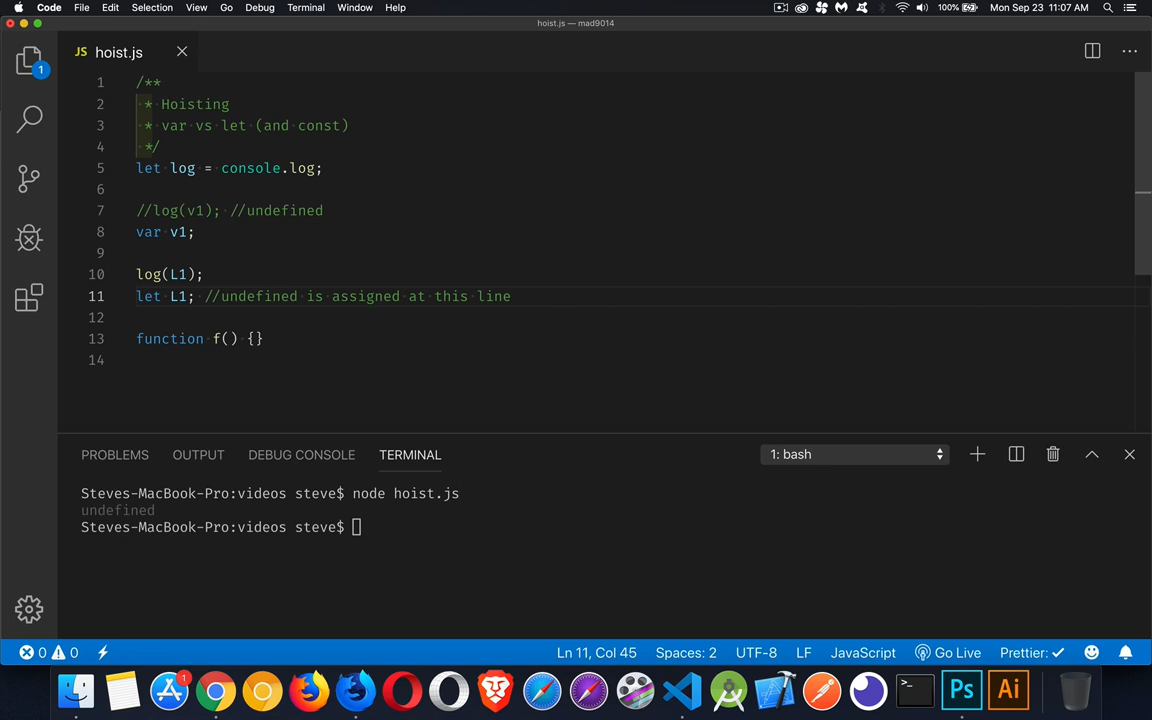 Code File Edit Selection View Go Debug Terminal Window Help 100% Mon Sep 23 11:07 AM
hoist.js — mad9014
JS hoist.js
1 /**
2 * Hoisting
3 * var vs let (and const)
4 */
5 let log = console.log;
6
7 //log(v1); //undefined
8 var v1;
9
10 log(L1);
11 let L1; //undefined is assigned at this line
12
13 function f() {}
14
1
PROBLEMS OUTPUT DEBUG CONSOLE TERMINAL 1: bash
Steves-MacBook-Pro:videos steve$ node hoist.js
undefined
Steves-MacBook-Pro:videos steve$
0 0 Ln 11, Col 45 Spaces: 2 UTF-8 LF JavaScript Go Live Prettier: ✓
1 >_ Ps Ai